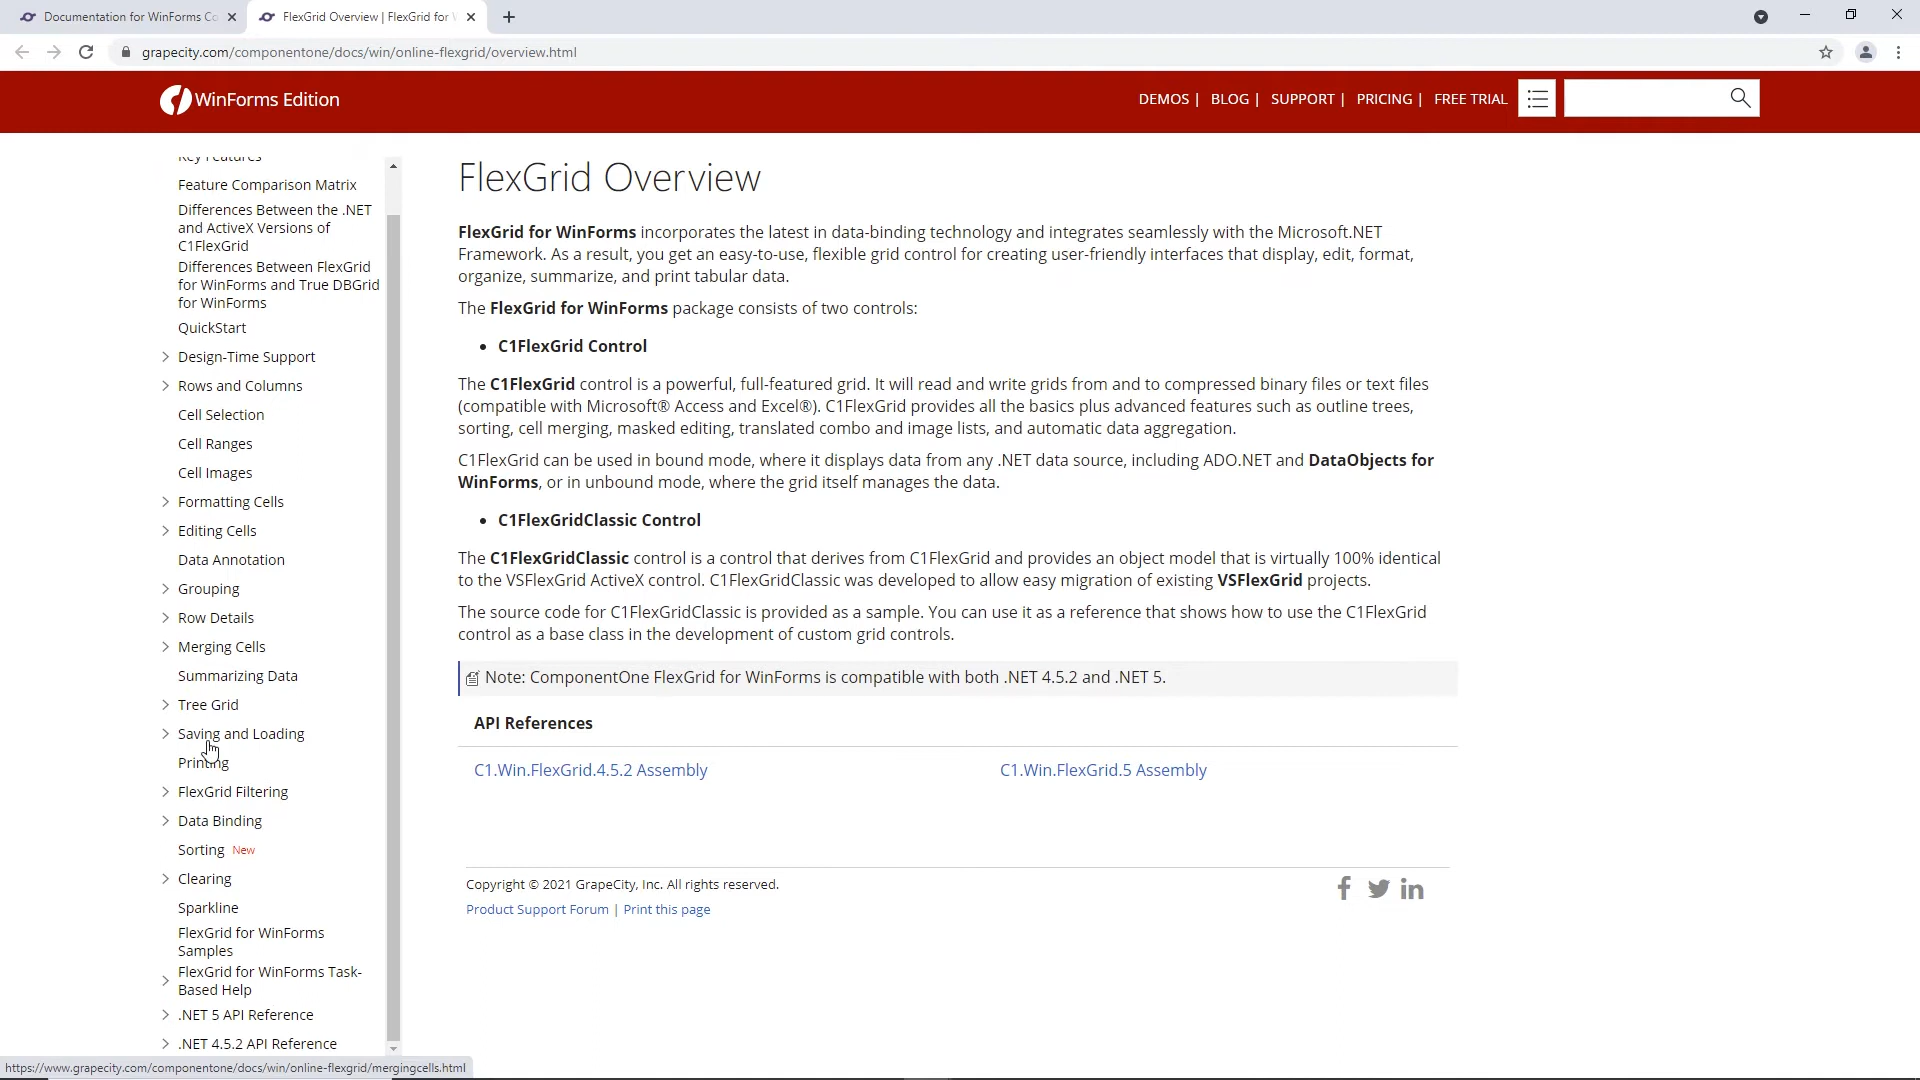 Documentation for WinForms Co
FlexGrid Overview | FlexGrid for W
grapecity.com/componentone/docs/win/online-flexgrid/overview.html
WinForms Edition
DEMOS | BLOG | SUPPORT | PRICING | FREE TRIAL
Key Features
Feature Comparison Matrix
Differences Between the .NET
and ActiveX Versions of
C1FlexGrid
Differences Between FlexGrid
for WinForms and True DBGrid
for WinForms
QuickStart
Design-Time Support
Rows and Columns
Cell Selection
Cell Ranges
Cell Images
Formatting Cells
Editing Cells
Data Annotation
Grouping
Row Details
Merging Cells
Summarizing Data
Tree Grid
Saving and Loading
Printing
FlexGrid Filtering
Data Binding
Sorting New
Clearing
Sparkline
FlexGrid for WinForms
Samples
FlexGrid for WinForms Task-
Based Help
.NET 5 API Reference
.NET 4.5.2 API Reference
FlexGrid Overview
FlexGrid for WinForms incorporates the latest in data-binding technology and integrates seamlessly with the Microsoft.NET
Framework. As a result, you get an easy-to-use, flexible grid control for creating user-friendly interfaces that display, edit, format,
organize, summarize, and print tabular data.
The FlexGrid for WinForms package consists of two controls:
• C1FlexGrid Control
The C1FlexGrid control is a powerful, full-featured grid. It will read and write grids from and to compressed binary files or text files
(compatible with Microsoft® Access and Excel®). C1FlexGrid provides all the basics plus advanced features such as outline trees,
sorting, cell merging, masked editing, translated combo and image lists, and automatic data aggregation.
C1FlexGrid can be used in bound mode, where it displays data from any .NET data source, including ADO.NET and DataObjects for
WinForms, or in unbound mode, where the grid itself manages the data.
• C1FlexGridClassic Control
The C1FlexGridClassic control is a control that derives from C1FlexGrid and provides an object model that is virtually 100% identical
to the VSFlexGrid ActiveX control. C1FlexGridClassic was developed to allow easy migration of existing VSFlexGrid projects.
The source code for C1FlexGridClassic is provided as a sample. You can use it as a reference that shows how to use the C1FlexGrid
control as a base class in the development of custom grid controls.
Note: ComponentOne FlexGrid for WinForms is compatible with both .NET 4.5.2 and .NET 5.
API References
C1.Win.FlexGrid.4.5.2 Assembly
C1.Win.FlexGrid.5 Assembly
Copyright © 2021 GrapeCity, Inc. All rights reserved.
Product Support Forum | Print this page
https://www.grapecity.com/componentone/docs/win/online-flexgrid/mergingcells.html